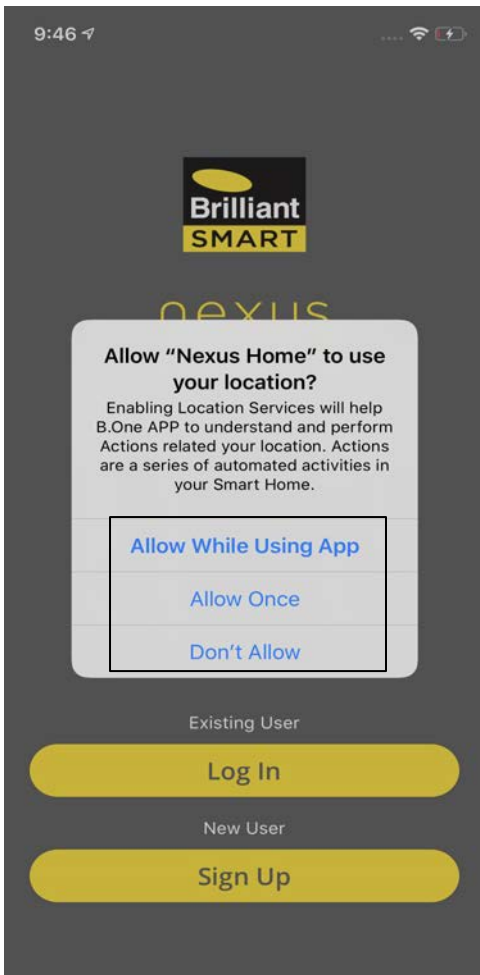 9:46
Brilliant
SMART
nexus
Allow “Nexus Home” to use
your location?
Enabling Location Services will help
B.One APP to understand and perform
Actions related your location. Actions
are a series of automated activities in
your Smart Home.
Allow While Using App
Allow Once
Don’t Allow
Existing User
Log In
New User
Sign Up